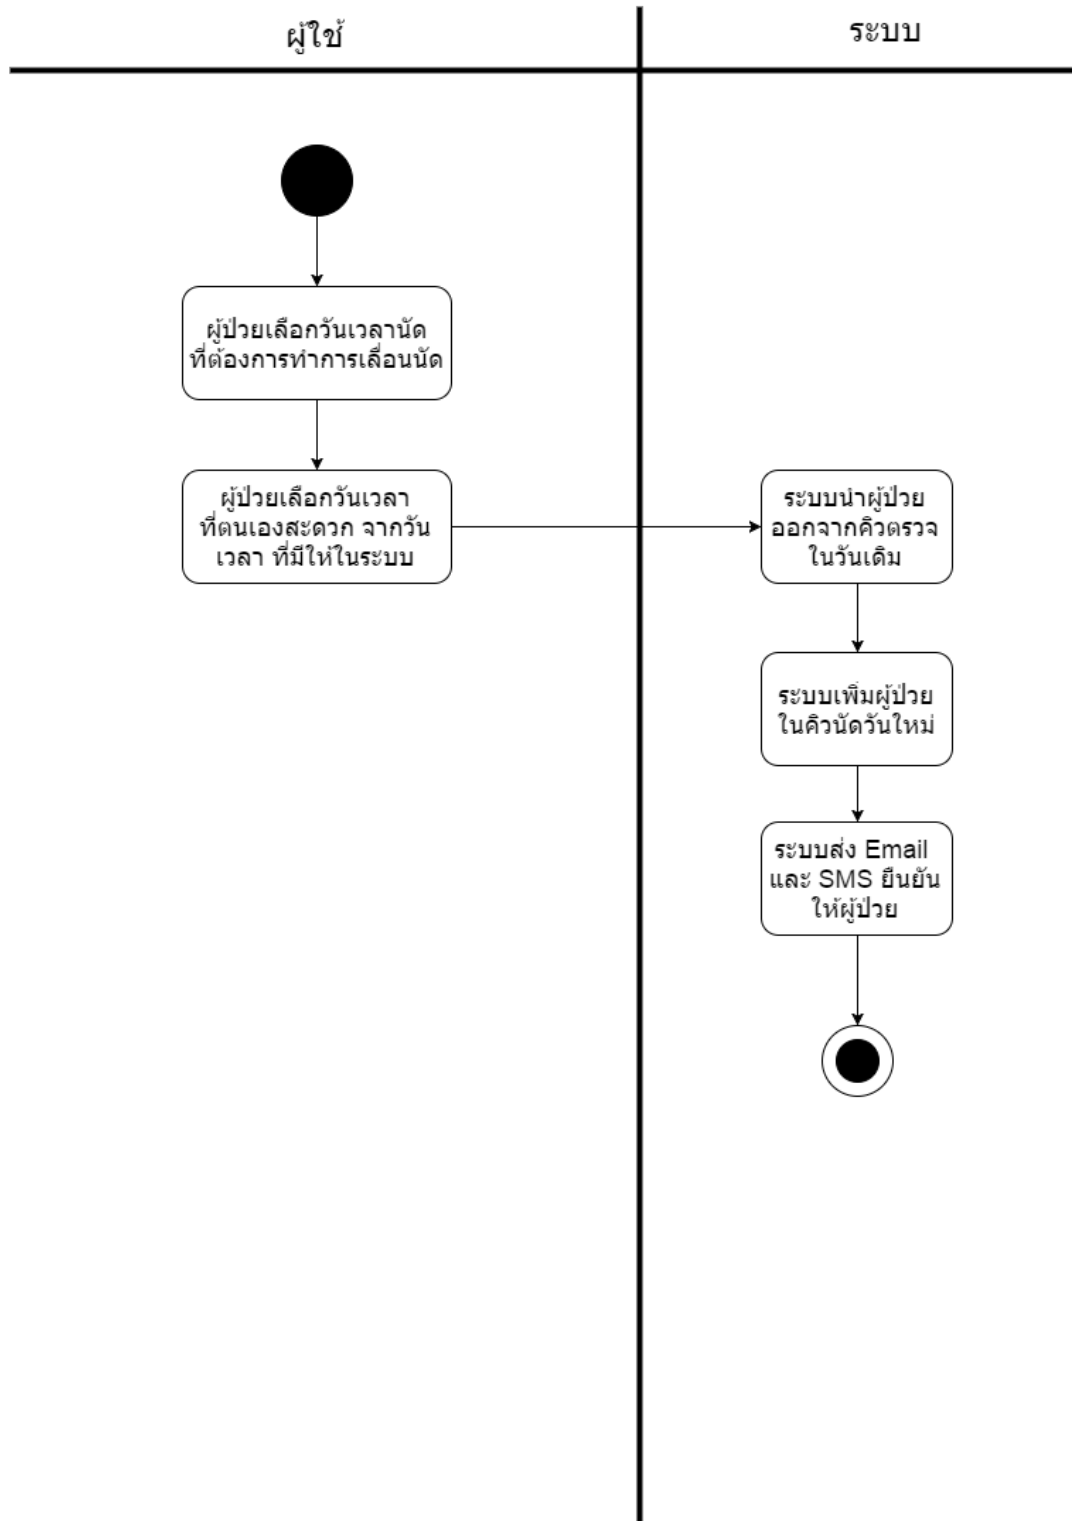 ผู้ใช้
ระบบ
ผู้ป่วยเลือกวันเวลานัด
ที่ต้องการทำการเลื่อนนัด
ผู้ป่วยเลือกวันเวลา
ที่ตนเองสะดวก จากวัน
เวลา ที่มีให้ในระบบ
ระบบนำผู้ป่วย
ออกจากคิวตรวจ
ในวันเดิม
ระบบเพิ่มผู้ป่วย
ในคิวนัดวันใหม่
ระบบส่ง Email
และ SMS ยืนยัน
ให้ผู้ป่วย